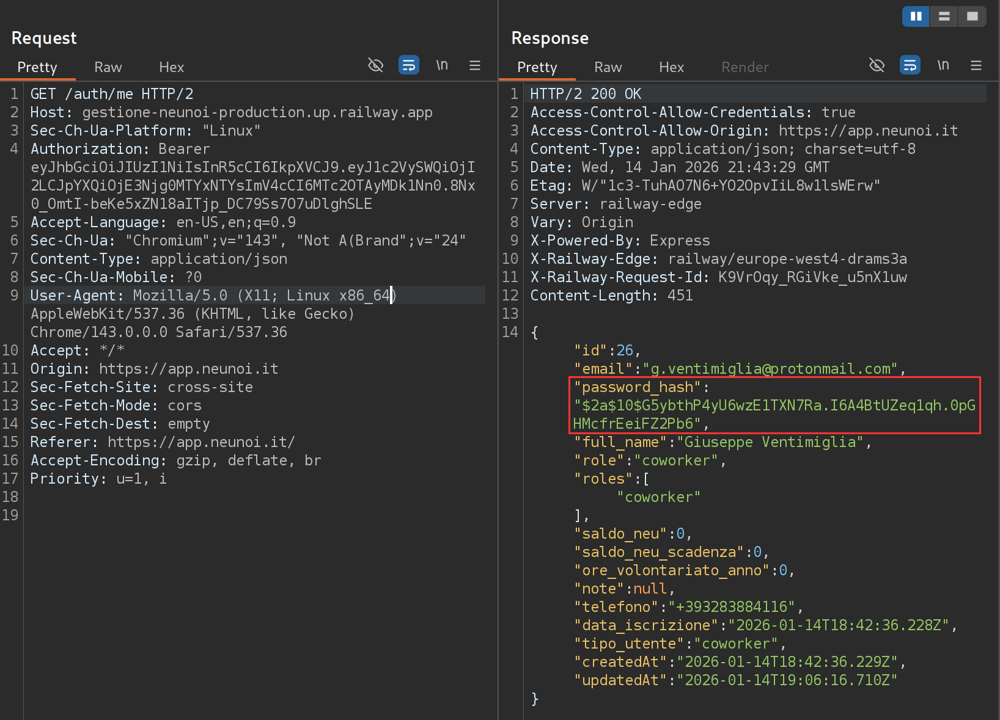 Request
Pretty Raw Hex \n
1 GET /auth/me HTTP/2
2 Host: gestione-neunoi-production.up.railway.app
3 Sec-Ch-Ua-Platform: "Linux"
4 Authorization: Bearer
eyJhbGciOiJIUzI1NiIsInR5cCI6IkpXVCJ9.eyJ1c2VySWQiOjI
2LCJpYXQiOjE3Njg0MTYxNTYsImV4cCI6MTc2OTAyMDk1Nn0.8Nx
0_OmtI-beKe5xZN18aITjp_DC79Ss7O7uDlghSLE
5 Accept-Language: en-US,en;q=0.9
6 Sec-Ch-Ua: "Chromium";v="143", "Not A(Brand";v="24"
7 Content-Type: application/json
8 Sec-Ch-Ua-Mobile: ?0
9 User-Agent: Mozilla/5.0 (X11; Linux x86_64)
AppleWebKit/537.36 (KHTML, like Gecko)
Chrome/143.0.0.0 Safari/537.36
10 Accept: */*
11 Origin: https://app.neunoi.it
12 Sec-Fetch-Site: cross-site
13 Sec-Fetch-Mode: cors
14 Sec-Fetch-Dest: empty
15 Referer: https://app.neunoi.it/
16 Accept-Encoding: gzip, deflate, br
17 Priority: u=1, i
18
19
Response
Pretty Raw Hex Render \n
1 HTTP/2 200 OK
2 Access-Control-Allow-Credentials: true
3 Access-Control-Allow-Origin: https://app.neunoi.it
4 Content-Type: application/json; charset=utf-8
5 Date: Wed, 14 Jan 2026 21:43:29 GMT
6 Etag: W/"1c3-TuhAO7N6+YO2OpvIiL8w1lsWErw"
7 Server: railway-edge
8 Vary: Origin
9 X-Powered-By: Express
10 X-Railway-Edge: railway/europe-west4-drams3a
11 X-Railway-Request-Id: K9VrOqy_RGiVke_u5nX1uw
12 Content-Length: 451
13
14 {
"id":26,
"email":"g.ventimiglia@protonmail.com",
"password_hash":
"$2a$10$G5ybthP4yU6wzE1TXN7Ra.I6A4BtUZeq1qh.0pG
HMcfrEeiFZ2Pb6",
"full_name":"Giuseppe Ventimiglia",
"role":"coworker",
"roles":[
"coworker"
],
"saldo_neu":0,
"saldo_neu_scadenza":0,
"ore_volontariato_anno":0,
"note":null,
"telefono":"+393283884116",
"data_iscrizione":"2026-01-14T18:42:36.228Z",
"tipo_utente":"coworker",
"createdAt":"2026-01-14T18:42:36.229Z",
"updatedAt":"2026-01-14T19:06:16.710Z"
}